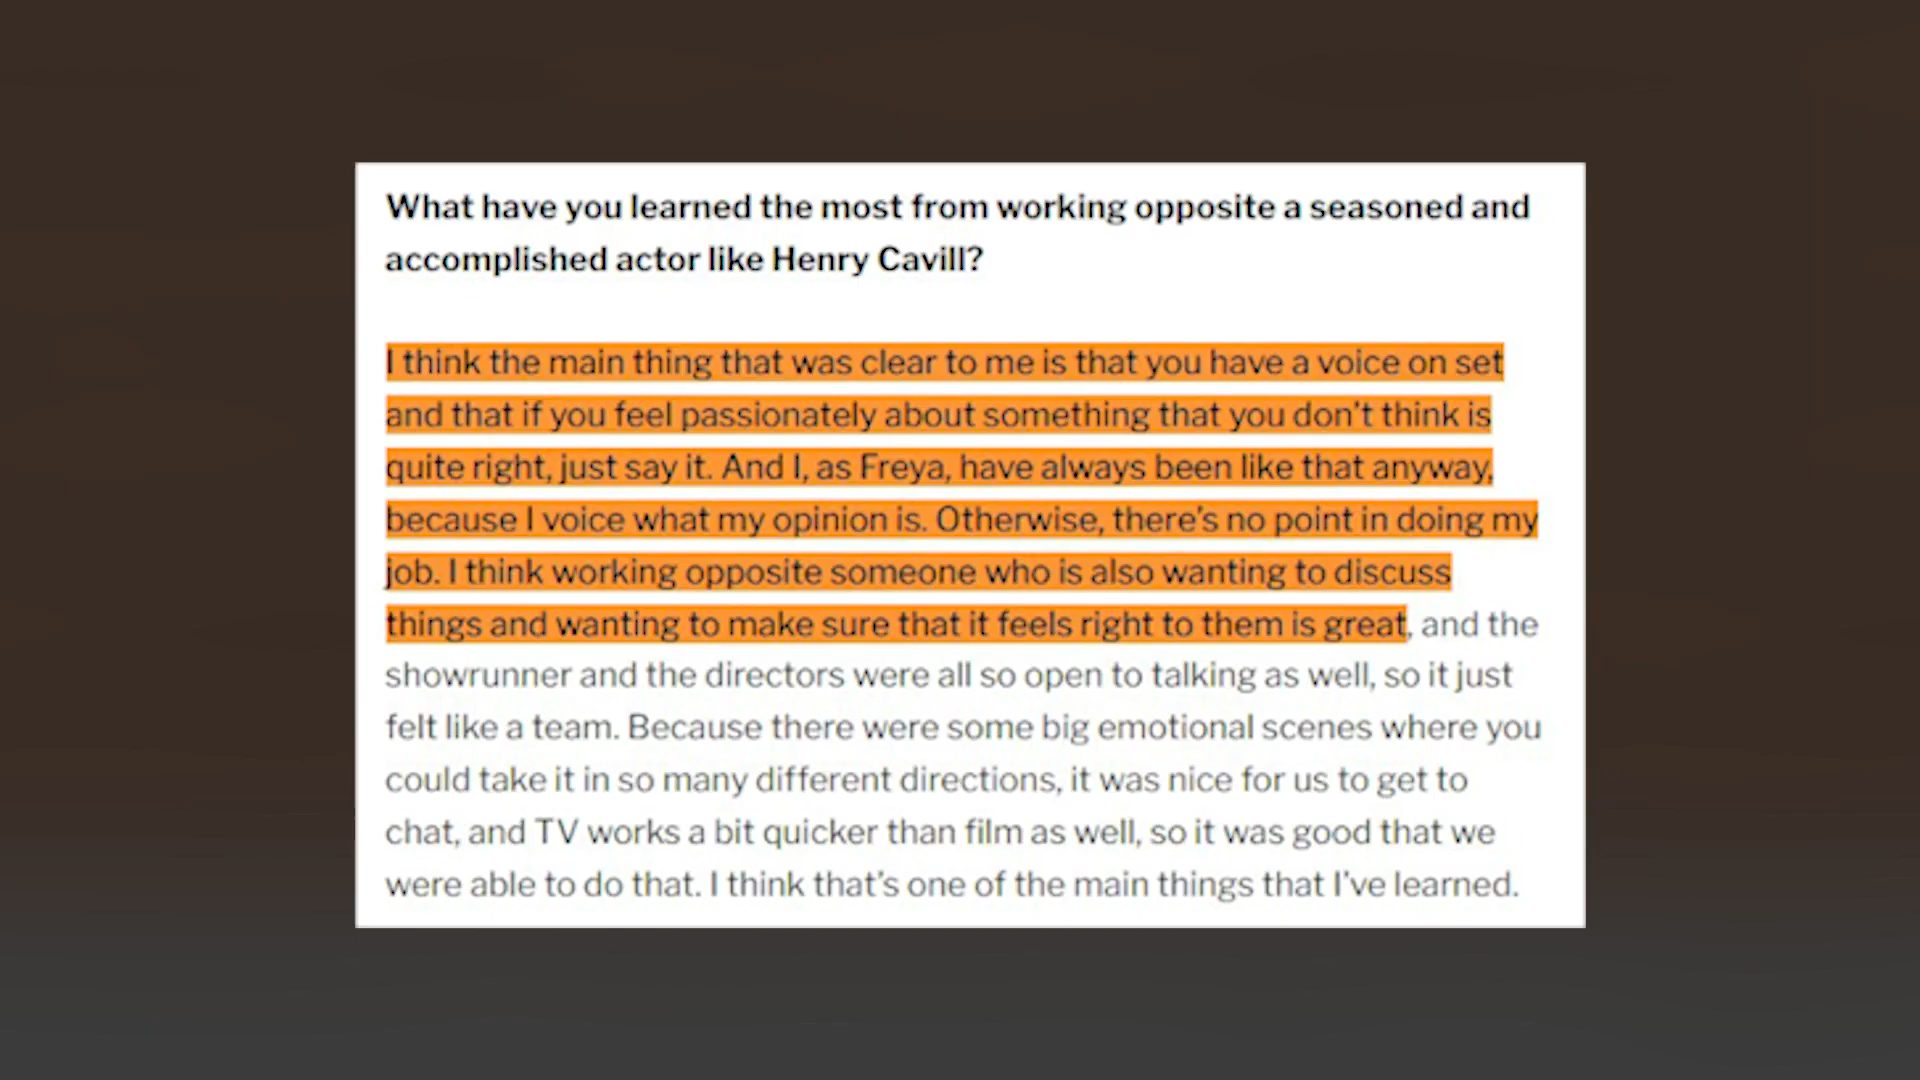 What have you learned the most from working opposite a seasoned and
accomplished actor like Henry Cavill?
I think the main thing that was clear to me is that you have a voice on set
and that if you feel passionately about something that you don't think is
quite right, just say it. And I, as Freya, have always been like that anyway,
because I voice what my opinion is. Otherwise, there's no point in doing my
job. I think working opposite someone who is also wanting to discuss
things and wanting to make sure that it feels right to them is great, and the
showrunner and the directors were all so open to talking as well, so it just
felt like a team. Because there were some big emotional scenes where you
could take it in so many different directions, it was nice for us to get to
chat, and TV works a bit quicker than film as well, so it was good that we
were able to do that. I think that's one of the main things that I've learned.